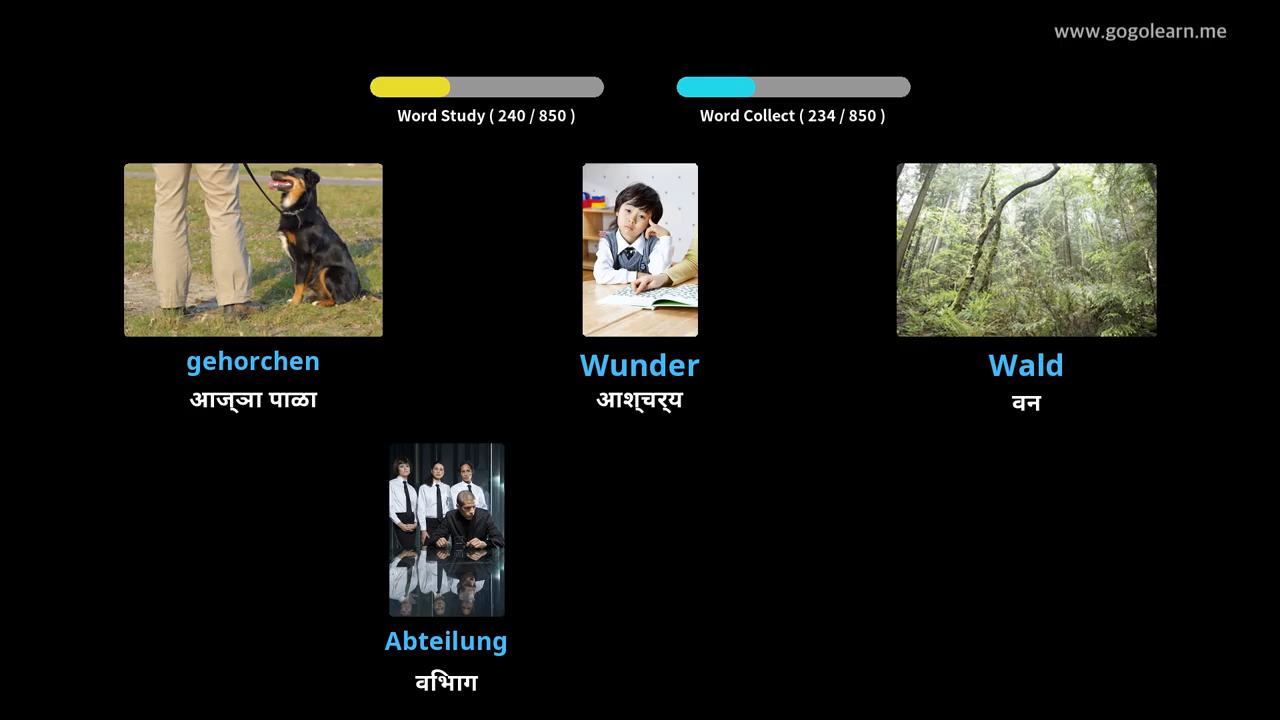 www.gogolearn.me
Word Study ( 240 / 850 )
Word Collect ( 234 / 850 )
gehorchen
Wunder
Wald
आज्ञा पाळा
आश्चर्य
वन
Abteilung
विभाग